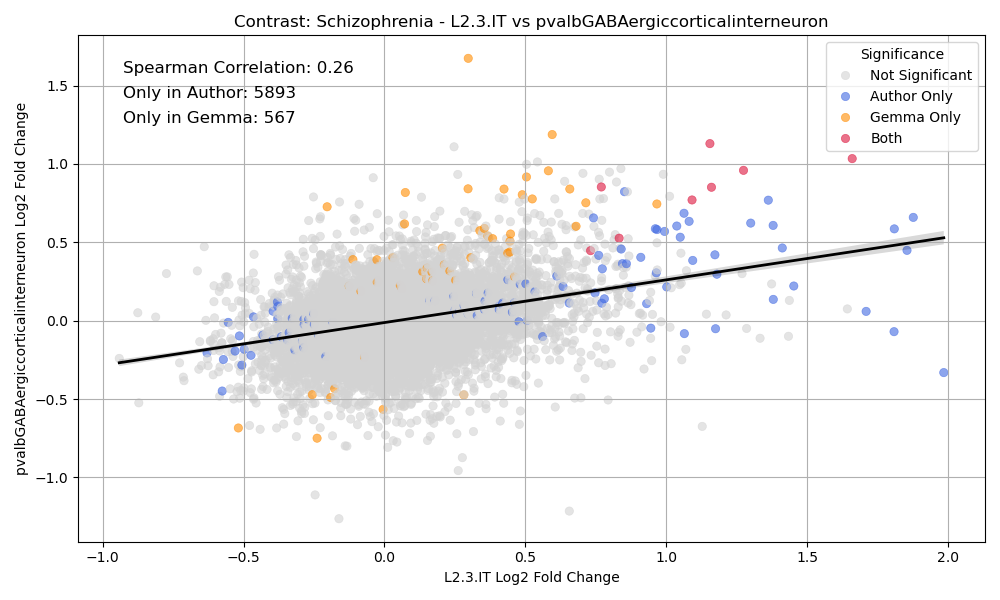 Contrast: Schizophrenia - L2.3.IT vs pvalbGABAergiccorticalinterneuron
Spearman Correlation: 0.26
Only in Author: 5893
Only in Gemma: 567
Significance
Not Significant
Author Only
Gemma Only
Both
pvalbGABAergiccorticalinterneuron Log2 Fold Change
1.5
1.0
0.5
0.0
−0.5
−1.0
−1.0 −0.5 0.0 0.5 1.0 1.5 2.0
L2.3.IT Log2 Fold Change